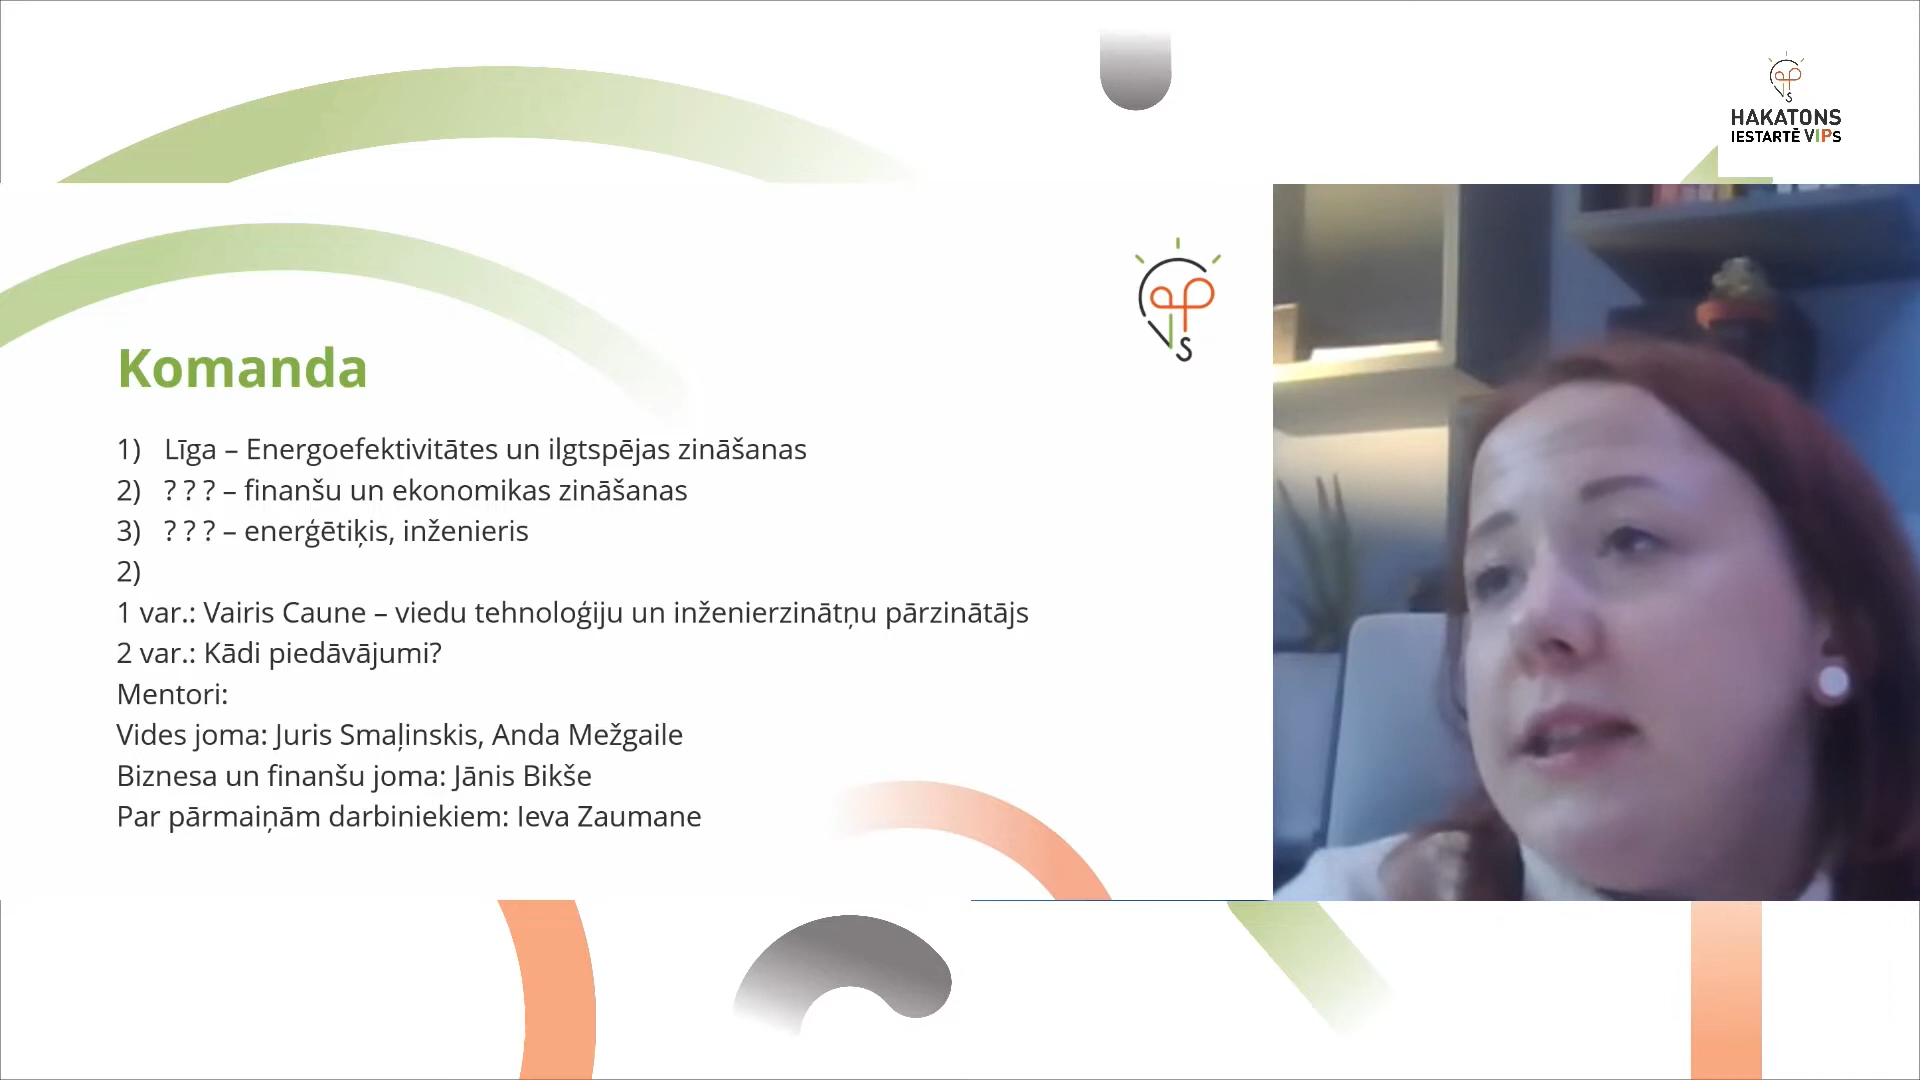 HAKATONS
IESTARTĒ VIPs
Komanda
1) Līga – Energoefektivitātes un ilgtspējas zināšanas
2) ? ? ? – finanšu un ekonomikas zināšanas
3) ? ? ? – enerģētiķis, inženieris
2)
1 var.: Vairis Caune – viedu tehnoloģiju un inženierzinātņu pārzinātājs
2 var.: Kādi piedāvājumi?
Mentori:
Vides joma: Juris Smaļinskis, Anda Mežgaile
Biznesa un finanšu joma: Jānis Bikše
Par pārmaiņām darbiniekiem: Ieva Zaumane